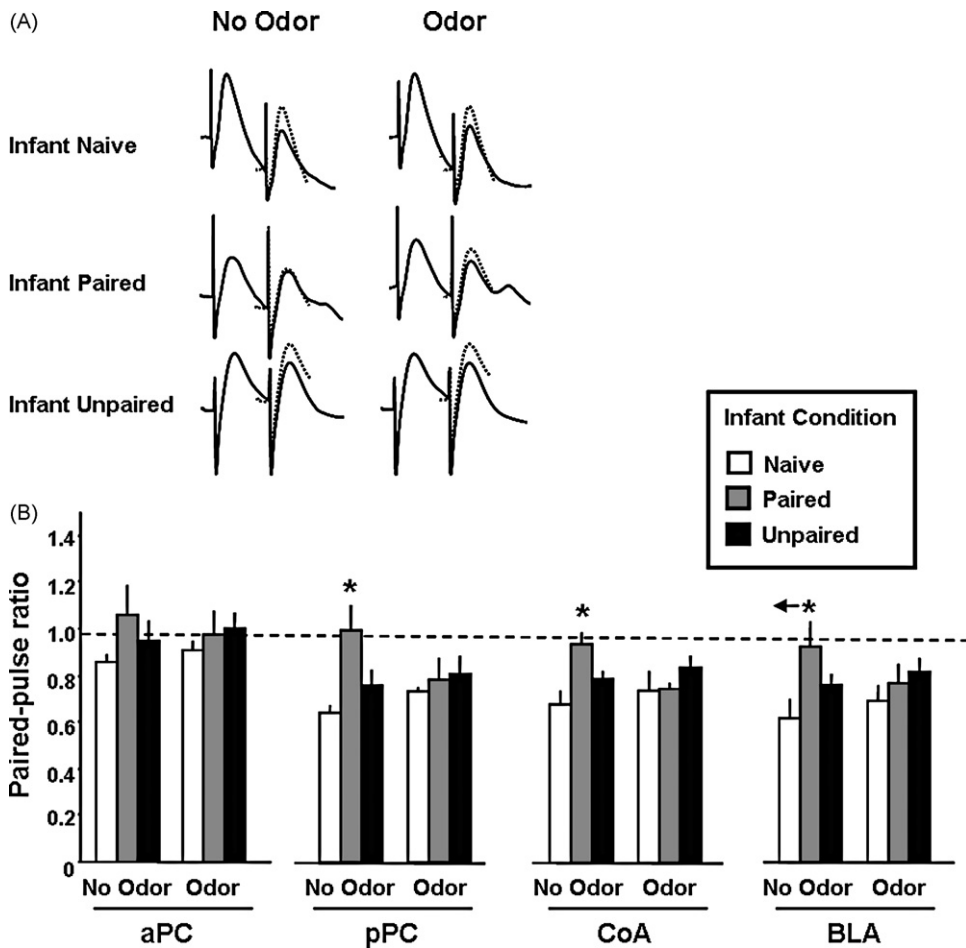 (A)
No Odor Odor
Infant Naive
Infant Paired
Infant Unpaired
Infant Condition
Naive
Paired
Unpaired
(B)
Paired-pulse ratio
1.4
1.2
1.0
0.8
0.6
0.4
0.2
0
* * * *
No Odor Odor No Odor Odor No Odor Odor No Odor Odor
aPC pPC CoA BLA